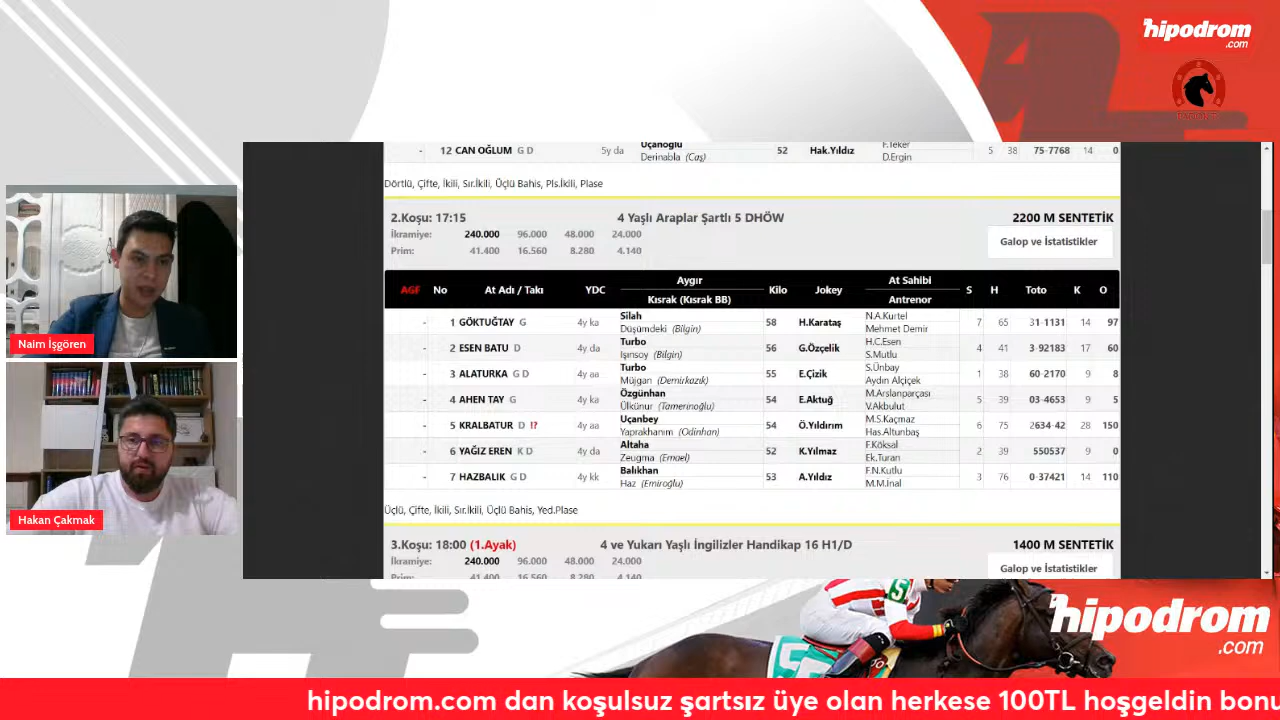 hipodrom
.com
- 12 CAN OĞLUM G D 5y da Uçanoğlu 52 Hak.Yıldız F.Teker 5 38 75-7768 14 0
Derinabla (Caş) D.Ergin
Dörtlü, Çifte, İkili, Sır.İkili, Üçlü Bahis, Pls.İkili, Plase
2.Koşu: 17:15 4 Yaşlı Araplar Şartlı 5 DHÖW 2200 M SENTETİK
İkramiye: 240.000 96.000 48.000 24.000
Prim: 41.400 16.560 8.280 4.140
Galop ve İstatistikler
AGF No At Adı / Takı YDC Aygır Kilo Jokey At Sahibi S H Toto K O
Kısrak (Kısrak BB) Antrenor
- 1 GÖKTUĞTAY G 4y ka Silah 58 H.Karataş N.A.Kurtel 7 65 31-1131 14 97
Düşümdeki (Bilgin) Mehmet Demir
- 2 ESEN BATU D 4y da Turbo 56 G.Özçelik H.C.Esen 4 41 3-92183 17 60
Işınsoy (Bilgin) S.Mutlu
- 3 ALATURKA G D 4y aa Turbo 55 E.Çizik S.Ünbay 1 38 60-2170 9 8
Müjgan (Demirkazık) Aydın Alçiçek
- 4 AHEN TAY G 4y ka Özgünhan 54 E.Aktuğ M.Arslanparçası 5 39 03-4653 9 5
Ülkünur (Tamerinoğlu) V.Akbulut
- 5 KRALBATUR D !? 4y aa Uçanbey 54 Ö.Yıldırım M.S.Kaçmaz 6 75 2634-42 28 150
Yaprakhanım (Odinhan) Has.Altunbaş
- 6 YAĞIZ EREN K D 4y da Altaha 52 K.Yılmaz F.Köksal 2 39 550537 9 0
Zeugma (Emael) Ek.Turan
- 7 HAZBALIK G D 4y kk Balıkhan 53 A.Yıldız F.N.Kutlu 3 76 0-37421 14 110
Haz (Emiroğlu) M.M.İnal
Üçlü, Çifte, İkili, Sır.İkili, Üçlü Bahis, Yed.Plase
3.Koşu: 18:00 (1.Ayak) 4 ve Yukarı Yaşlı İngilizler Handikap 16 H1/D 1400 M SENTETİK
İkramiye: 240.000 96.000 48.000 24.000
Prim: 41.400 16.560 8.280 4.140
Galop ve İstatistikler
Naim İşgören
Hakan Çakmak
5
hipodrom
.com
hipodrom.com dan koşulsuz şartsız üye olan herkese 100TL hoşgeldin bonu